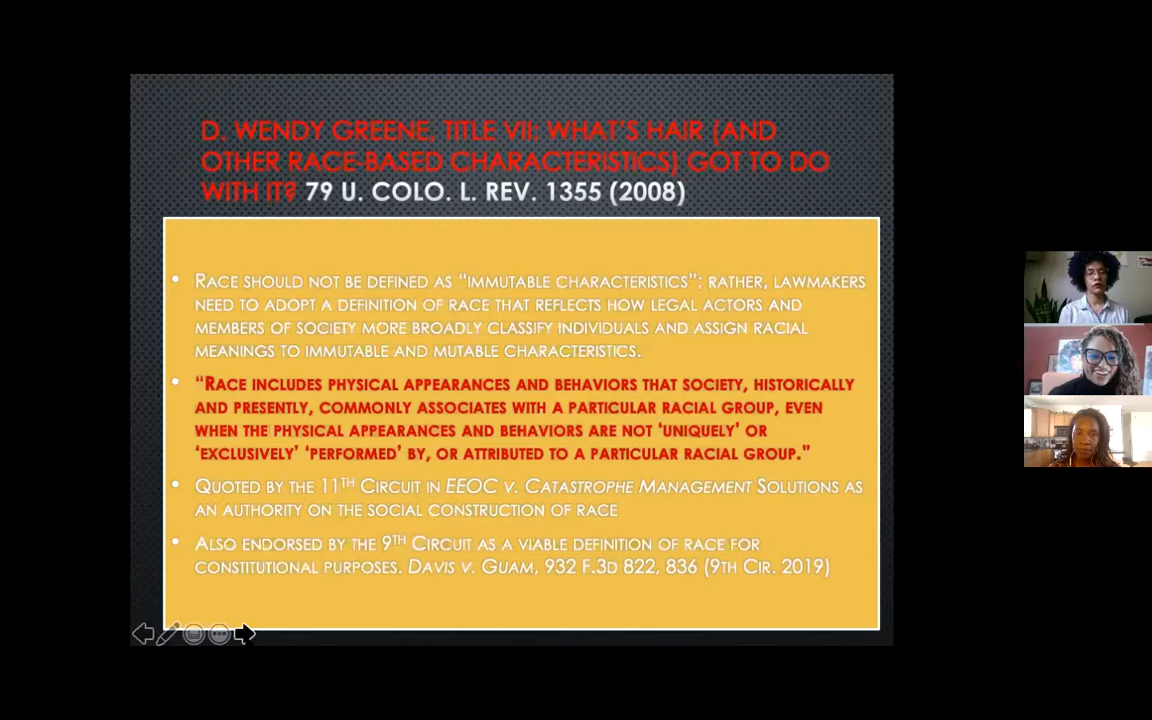 D. WENDY GREENE, TITLE VII: WHAT'S HAIR (AND
OTHER RACE-BASED CHARACTERISTICS) GOT TO DO
WITH IT? 79 U. COLO. L. REV. 1355 (2008)
• RACE SHOULD NOT BE DEFINED AS “IMMUTABLE CHARACTERISTICS”; RATHER, LAWMAKERS
NEED TO ADOPT A DEFINITION OF RACE THAT REFLECTS HOW LEGAL ACTORS AND
MEMBERS OF SOCIETY MORE BROADLY CLASSIFY INDIVIDUALS AND ASSIGN RACIAL
MEANINGS TO IMMUTABLE AND MUTABLE CHARACTERISTICS.
• “RACE INCLUDES PHYSICAL APPEARANCES AND BEHAVIORS THAT SOCIETY, HISTORICALLY
AND PRESENTLY, COMMONLY ASSOCIATES WITH A PARTICULAR RACIAL GROUP, EVEN
WHEN THE PHYSICAL APPEARANCES AND BEHAVIORS ARE NOT ‘UNIQUELY’ OR
‘EXCLUSIVELY’ ‘PERFORMED’ BY, OR ATTRIBUTED TO A PARTICULAR RACIAL GROUP.”
• QUOTED BY THE 11TH CIRCUIT IN EEOC V. CATASTROPHE MANAGEMENT SOLUTIONS AS
AN AUTHORITY ON THE SOCIAL CONSTRUCTION OF RACE
• ALSO ENDORSED BY THE 9TH CIRCUIT AS A VIABLE DEFINITION OF RACE FOR
CONSTITUTIONAL PURPOSES. DAVIS V. GUAM, 932 F.3D 822, 836 (9TH CIR. 2019)